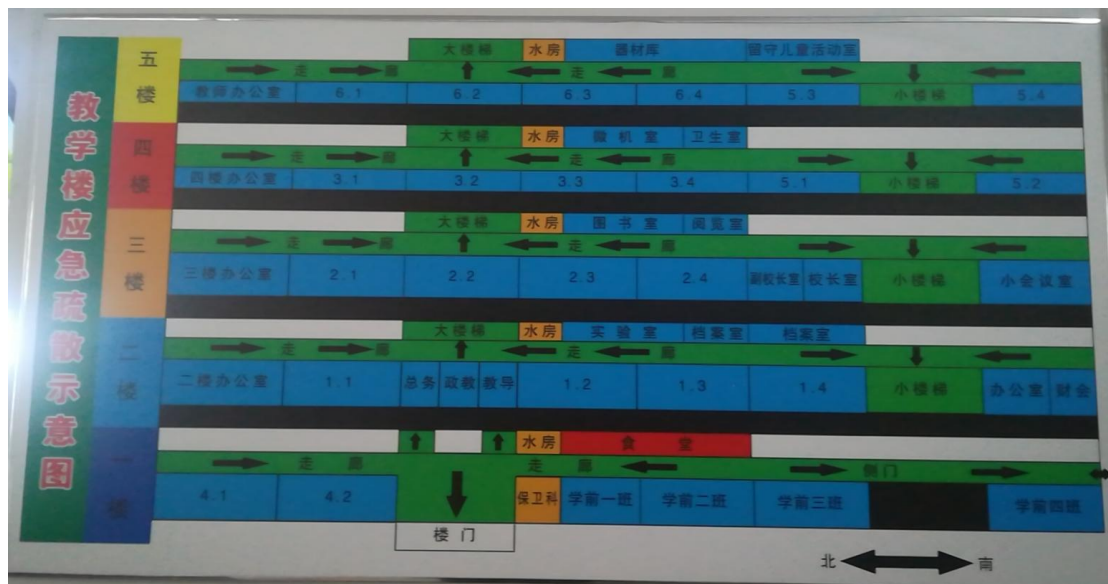 教学楼应急疏散示意图
五楼
大楼梯 水房 器材库 留守儿童活动室
走廊 走廊
教师办公室 6.1 6.2 6.3 6.4 5.3 小楼梯 5.4
四楼
大楼梯 水房 微机室 卫生室
走廊 走廊
四楼办公室 3.1 3.2 3.3 3.4 5.1 小楼梯 5.2
三楼
大楼梯 水房 图书室 阅览室
走廊 走廊
三楼办公室 2.1 2.2 2.3 2.4 副校长室 校长室 小楼梯 小会议室
二楼
大楼梯 水房 实验室 档案室 档案室
走廊 走廊
二楼办公室 1.1 总务 政教 教导 1.2 1.3 1.4 小楼梯 办公室 财会
一楼
水房 食堂
走廊 走廊 侧门
4.1 4.2 保卫科 学前一班 学前二班 学前三班 学前四班
楼门
北 南